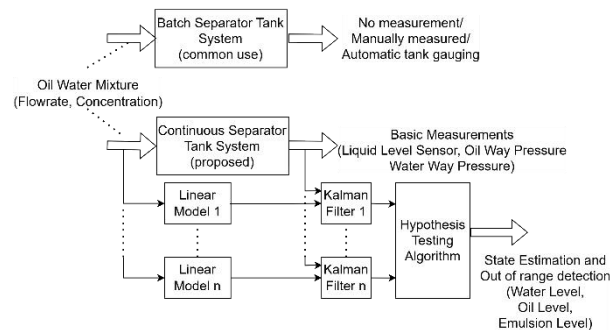 Batch Separator Tank
System
(common use)
No measurement/
Manually measured/
Automatic tank gauging
Oil Water Mixture
(Flowrate, Concentration)
Continuous Separator
Tank System
(proposed)
Basic Measurements
(Liquid Level Sensor, Oil Way Pressure
Water Way Pressure)
Linear
Model 1
Kalman
Filter 1
Hypothesis
Testing
Algorithm
Linear
Model n
Kalman
Filter n
State Estimation and
Out of range detection
(Water Level,
Oil Level,
Emulsion Level)